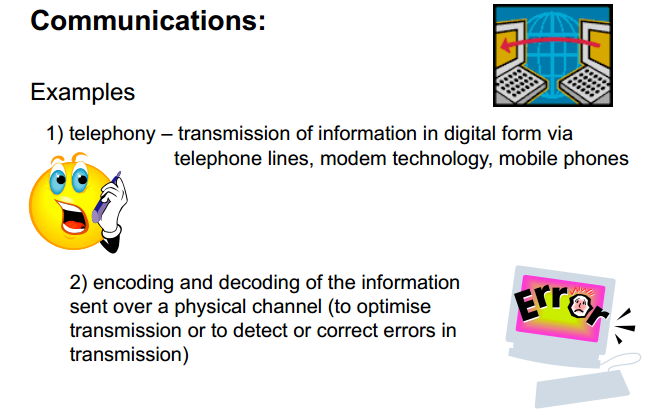 Communications:
Examples
1) telephony – transmission of information in digital form via
telephone lines, modem technology, mobile phones
2) encoding and decoding of the information
sent over a physical channel (to optimise
transmission or to detect or correct errors in
transmission)
Error